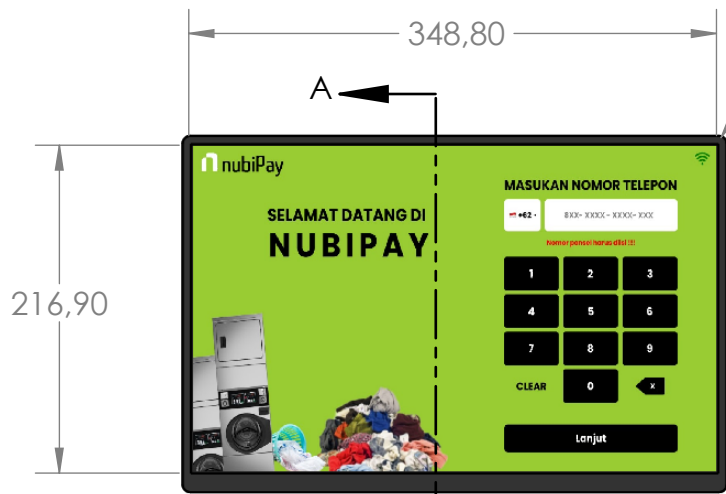 348,80
A
216,90
nubiPay
SELAMAT DATANG DI
NUBIPAY
MASUKAN NOMOR TELEPON
+62
8XX- XXXX - XXXX- XXX
Nomor ponsel harus diisi !!!
1 2 3
4 5 6
7 8 9
CLEAR 0 X
Lanjut